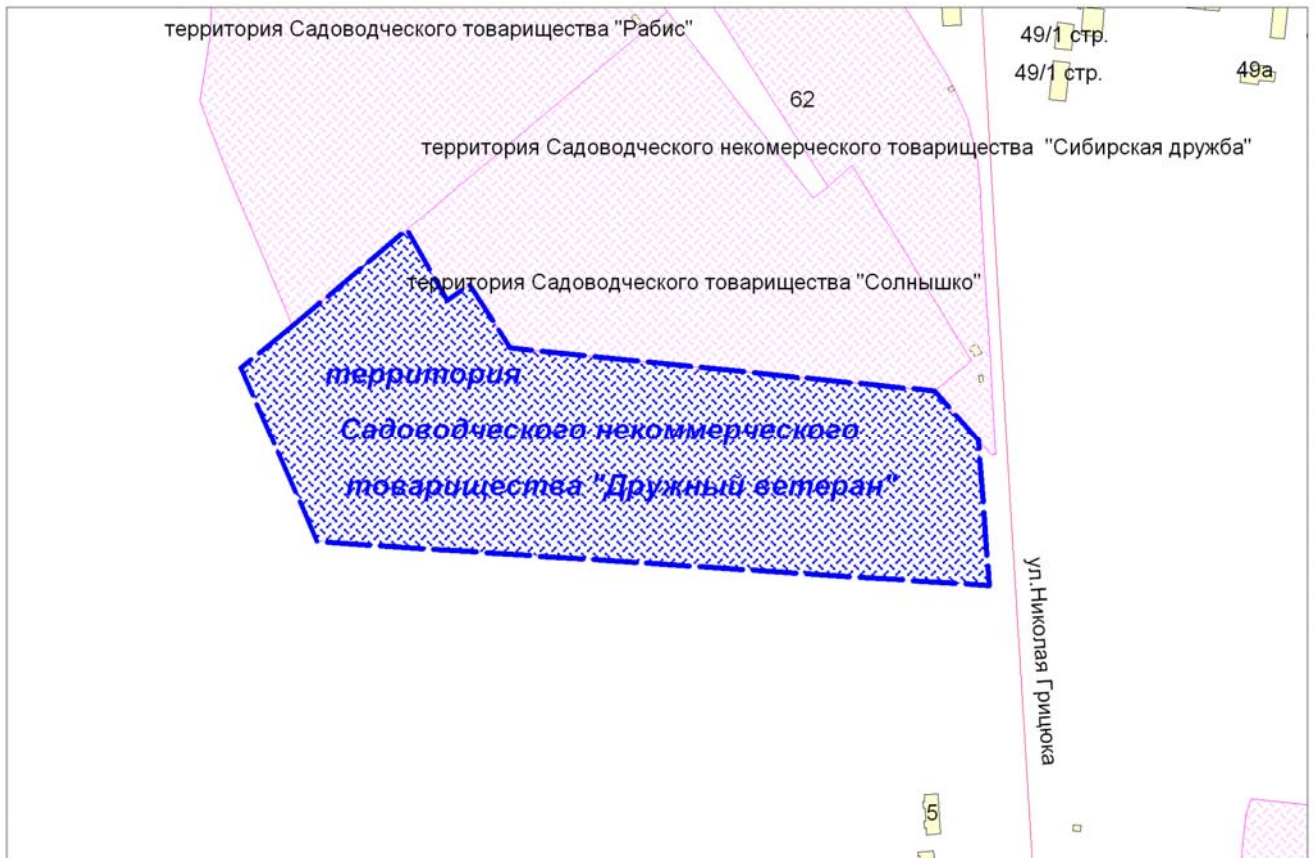 территория Садоводческого товарищества "Рабис"
49/1 стр.
49/1 стр.
49а
62
территория Садоводческого некомерческого товарищества "Сибирская дружба"
территория Садоводческого товарищества "Солнышко"
территория
Садоводческого некоммерческого
товарищества "Дружный ветеран"
ул.Николая Грицюка
5